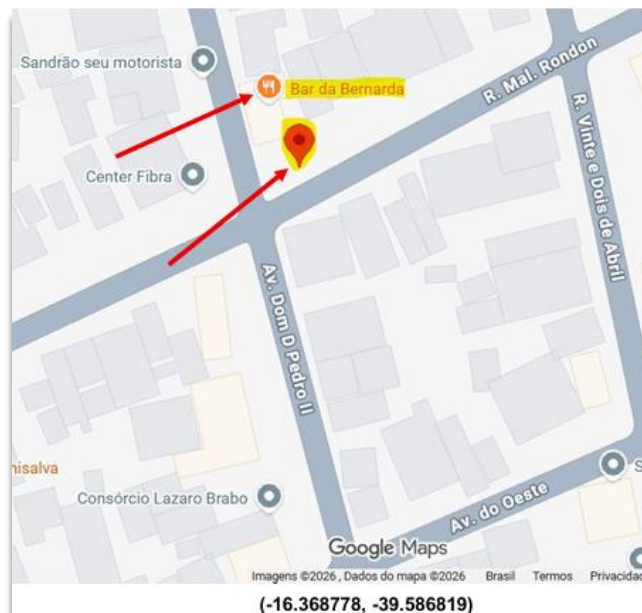 Sandrão seu motorista
Bar da Bernarda
R. Mal. Rondon
Center Fibra
R. Vinte e Dois de Abril
Av. Dom D Pedro II
nisalva
S
Consórcio Lazaro Brabo
Av. do Oeste
Google Maps
Imagens ©2026 , Dados do mapa ©2026 Brasil Termos Privacidad
(-16.368778, -39.586819)